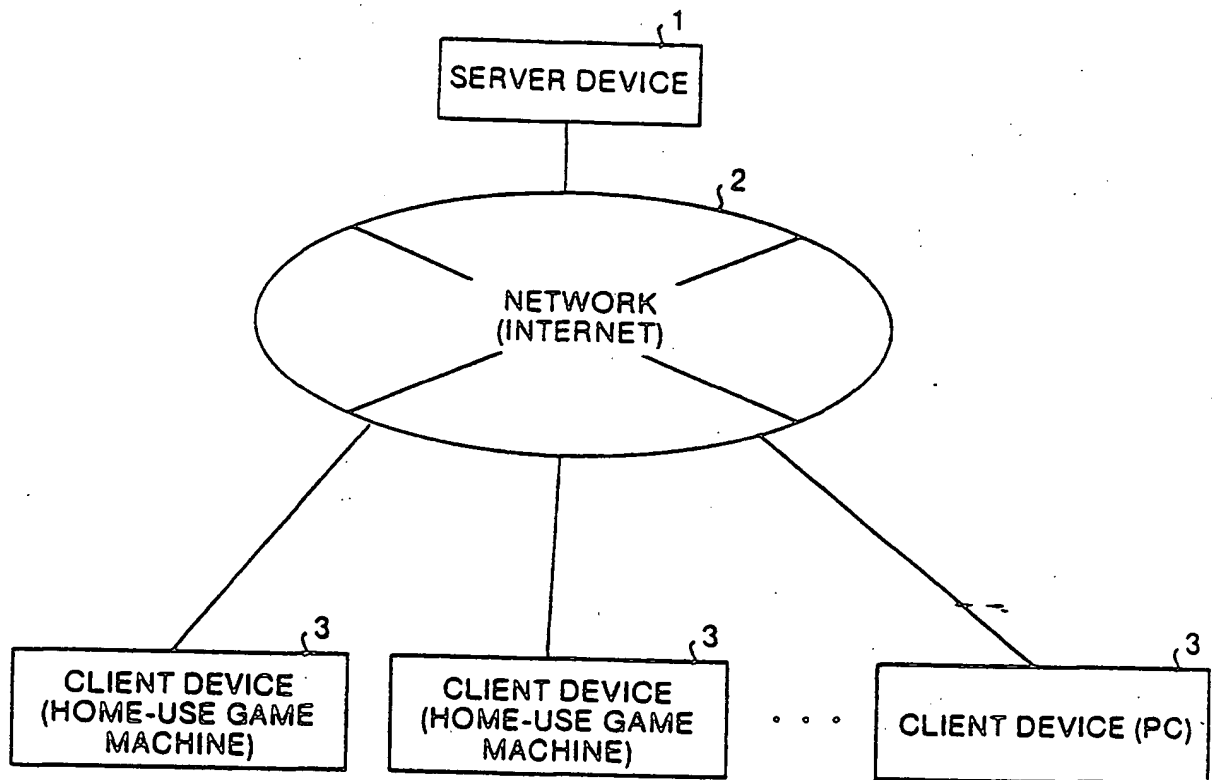 1
SERVER DEVICE
2
NETWORK
(INTERNET)
3
CLIENT DEVICE
(HOME-USE GAME
MACHINE)
3
CLIENT DEVICE
(HOME-USE GAME
MACHINE)
. . .
3
CLIENT DEVICE (PC)